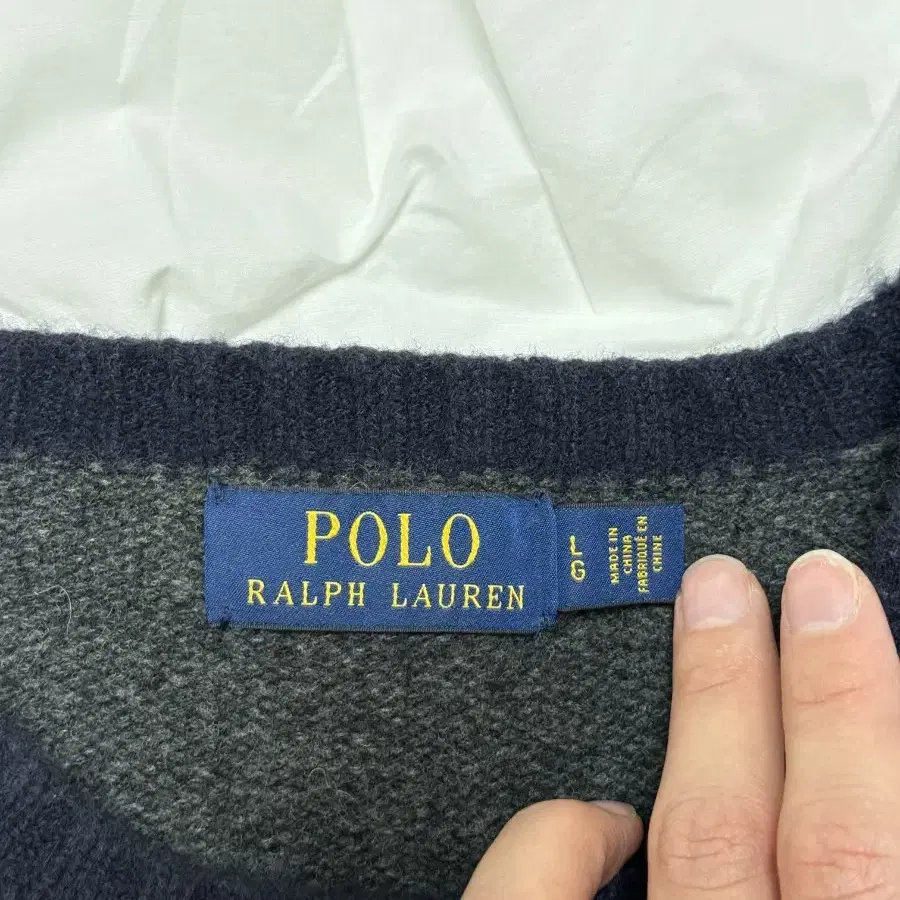 POLO
RALPH LAUREN
L
G
MADE IN
CHINA
FABRIQUÉ EN
CHINE